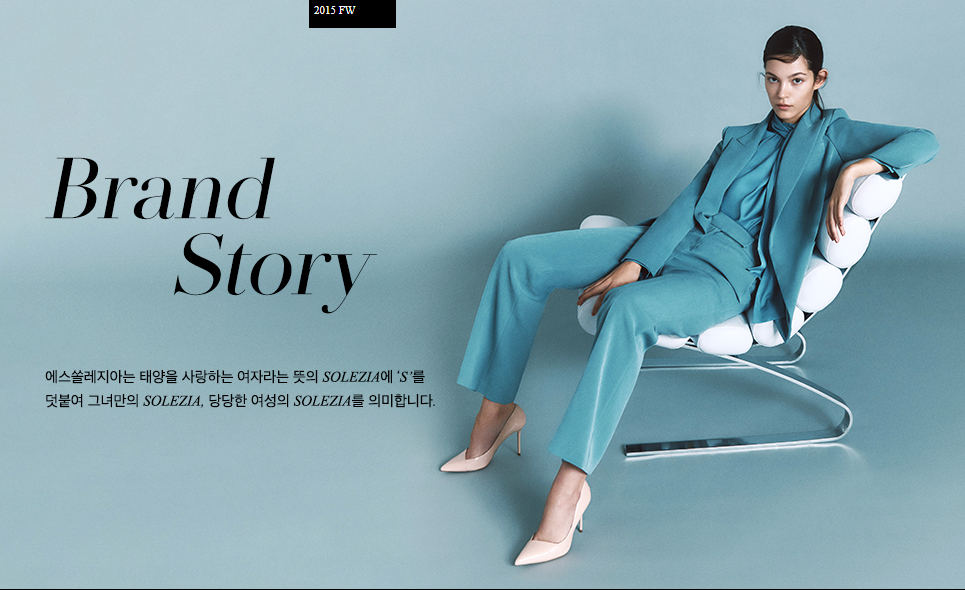 2015 FW
Brand
Story
에스쏠레지아는 태양을 사랑하는 여자라는 뜻의 SOLEZIA에 ‘S’를
덧붙여 그녀만의 SOLEZIA, 당당한 여성의 SOLEZIA를 의미합니다.